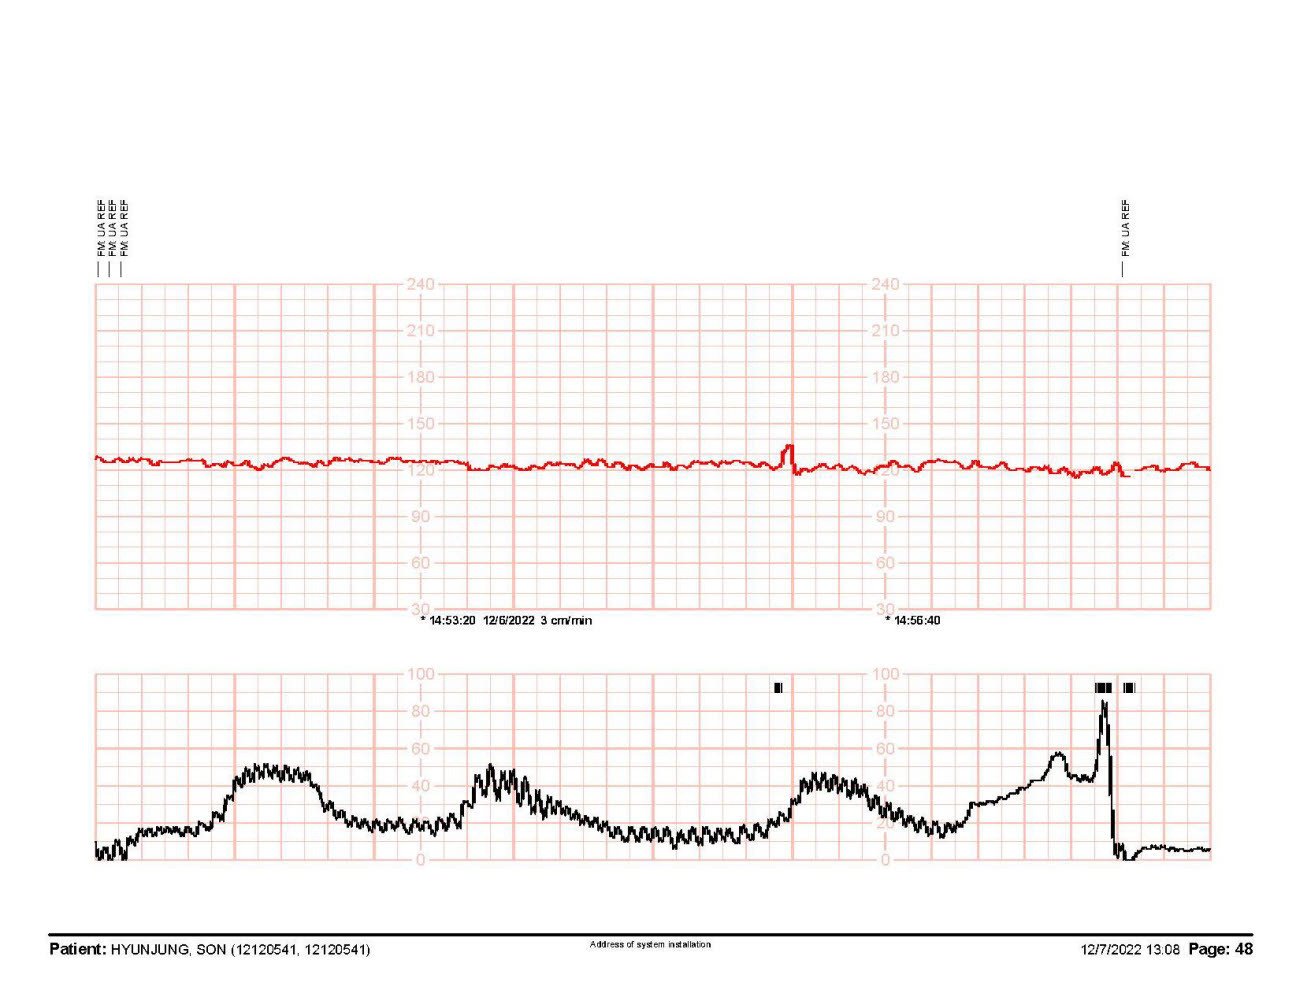 FM: UA REF
FM: UA REF
FM: UA REF
FM: UA REF
240 240
210 210
180 180
150 150
120 120
90 90
60 60
30 30
* 14:53:20 12/6/2022 3 cm/min * 14:56:40
100 100
80 80
60 60
40 40
20 20
0 0
Patient: HYUNJUNG, SON (12120541, 12120541) Address of system installation 12/7/2022 13:08 Page: 48